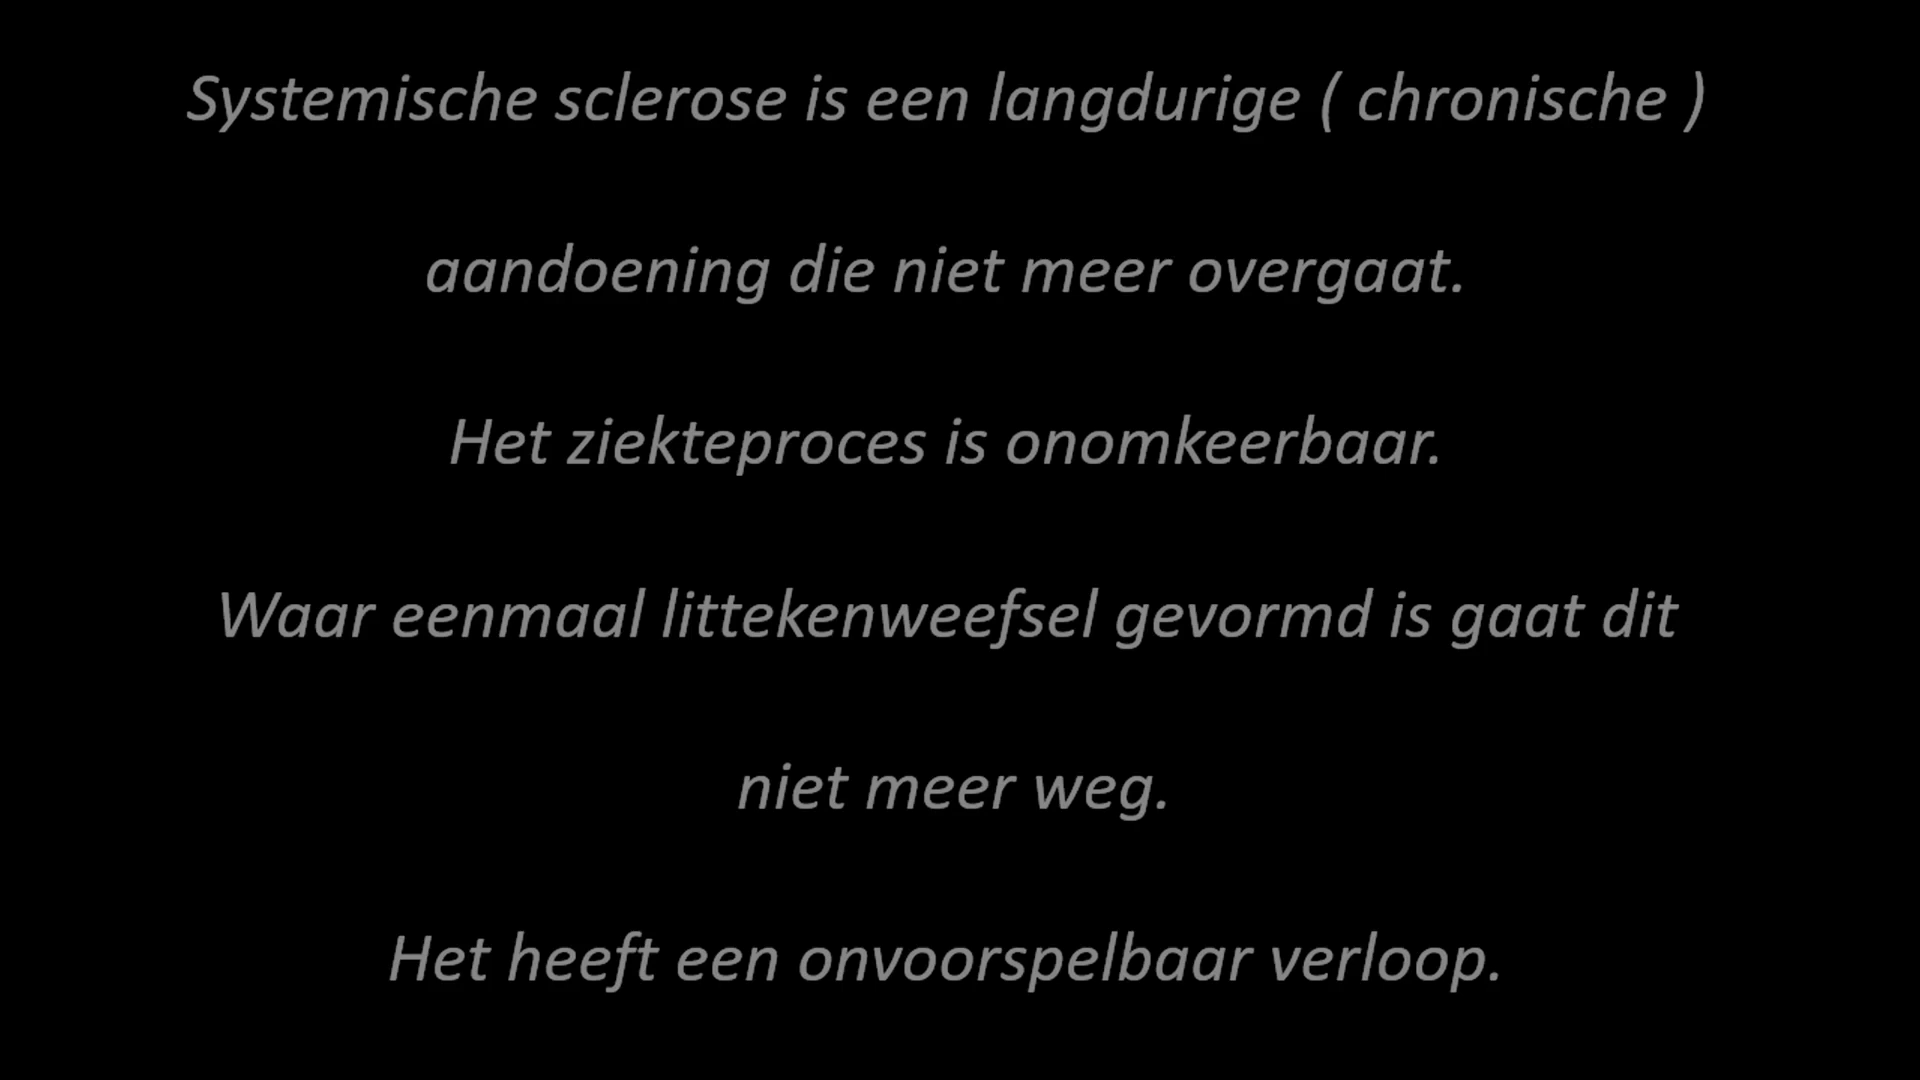 Systemische sclerose is een langdurige ( chronische )
aandoening die niet meer overgaat.
Het ziekteproces is onomkeerbaar.
Waar eenmaal littekenweefsel gevormd is gaat dit
niet meer weg.
Het heeft een onvoorspelbaar verloop.